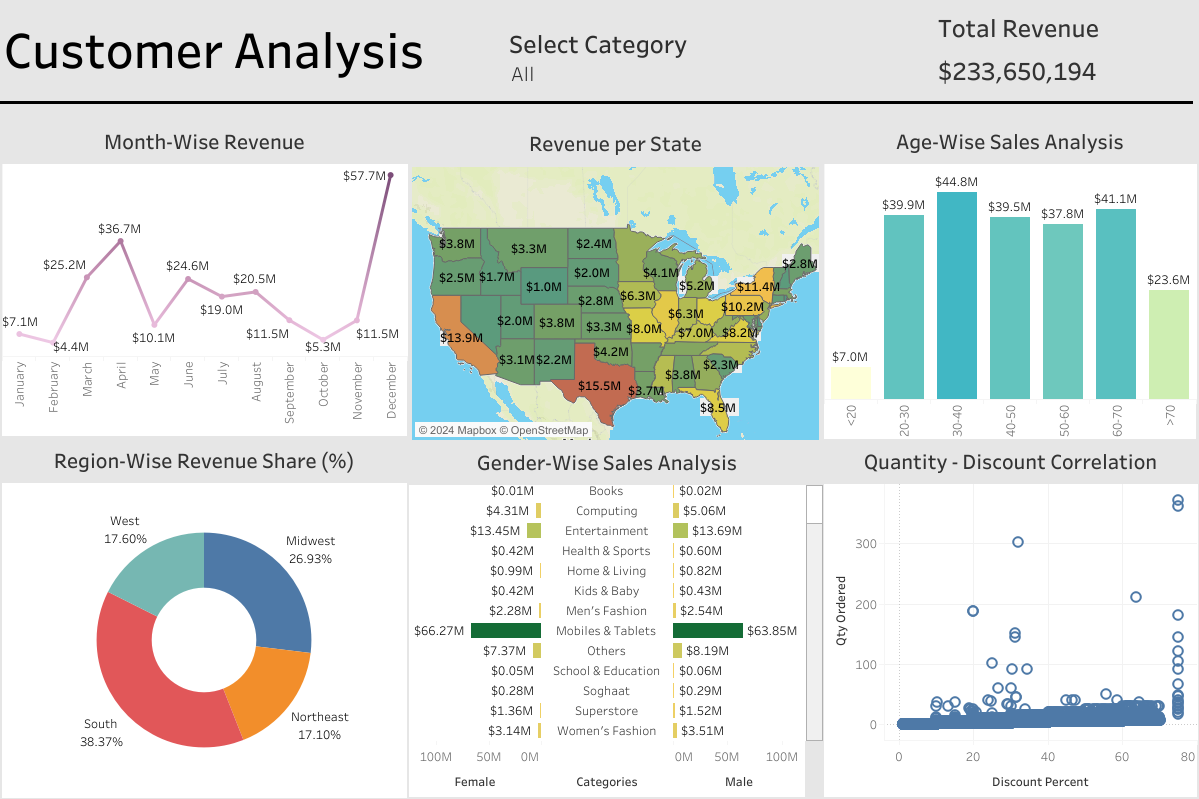 Customer Analysis
Select Category
All
Total Revenue
$233,650,194
Month-Wise Revenue
$57.7M
$36.7M
$25.2M
$24.6M
$20.5M
$19.0M
$7.1M
$4.4M
$10.1M
$11.5M
$5.3M
$11.5M
January
February
March
April
May
June
July
August
September
October
November
December
Revenue per State
$3.8M
$3.3M
$2.4M
$2.8M
$2.5M
$1.7M
$1.0M
$2.0M
$4.1M
$5.2M
$11.4M
$2.8M
$6.3M
$10.2M
$13.9M
$2.0M
$3.8M
$3.3M
$8.0M
$6.3M
$7.0M
$8.2M
$3.1M
$2.2M
$4.2M
$2.3M
$15.5M
$3.7M
$3.8M
$8.5M
© 2024 Mapbox © OpenStreetMap
Age-Wise Sales Analysis
$7.0M
$39.9M
$44.8M
$39.5M
$37.8M
$41.1M
$23.6M
<20
20-30
30-40
40-50
50-60
60-70
>70
Region-Wise Revenue Share (%)
West
17.60%
Midwest
26.93%
South
38.37%
Northeast
17.10%
Gender-Wise Sales Analysis
$0.01M Books $0.02M
$4.31M Computing $5.06M
$13.45M Entertainment $13.69M
$0.42M Health & Sports $0.60M
$0.99M Home & Living $0.82M
$0.42M Kids & Baby $0.43M
$2.28M Men's Fashion $2.54M
$66.27M Mobiles & Tablets $63.85M
$7.37M Others $8.19M
$0.05M School & Education $0.06M
$0.28M Soghaat $0.29M
$1.36M Superstore $1.52M
$3.14M Women's Fashion $3.51M
100M 50M 0M 0M 50M 100M
Female Categories Male
Quantity - Discount Correlation
Qty Ordered
300
200
100
0
0 20 40 60 80
Discount Percent